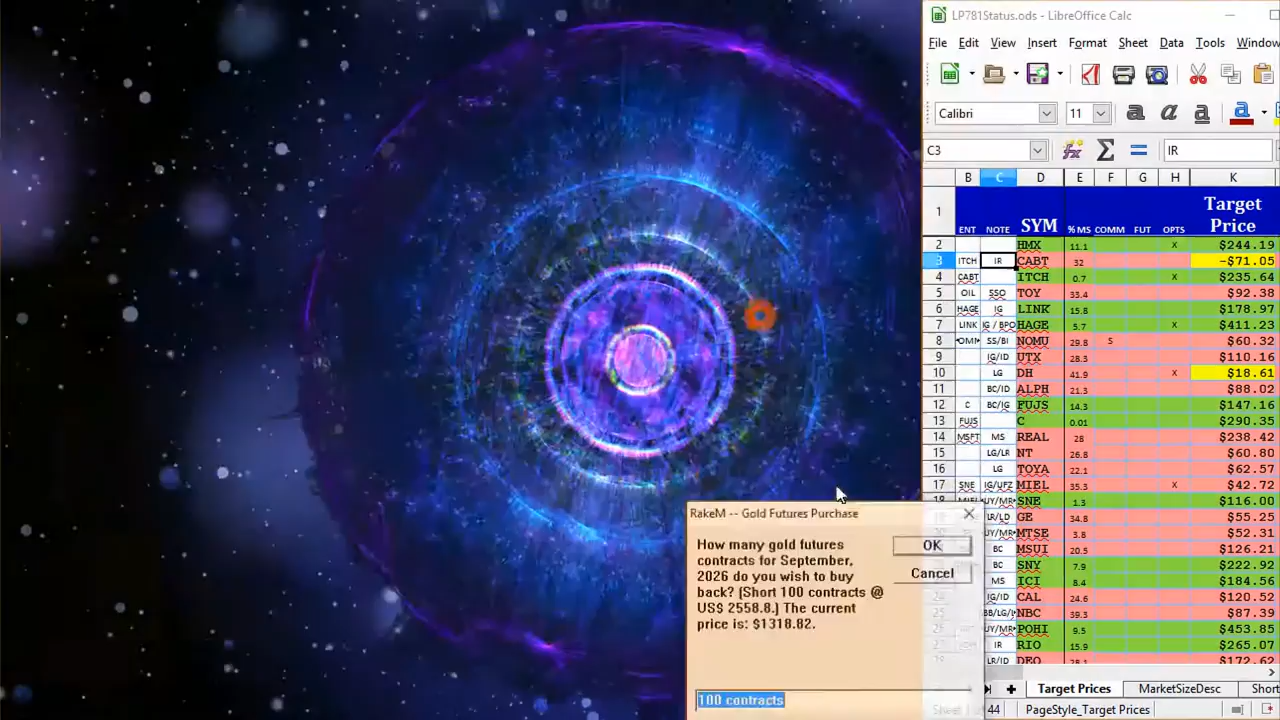 LP781Status.ods - LibreOffice Calc
File Edit View Insert Format Sheet Data Tools Window
Calibri 11
C3 IR
B C D E F G H K
1 ENT NOTE SYM % MS COMM FUT OPTS Target Price
2 HMX 11.1 X $244.19
3 ITCH IR CABT 32 -$71.05
4 CABT ITCH 0.7 X $235.64
5 OIL SSO TOY 33.4 $92.38
6 HAGE IG LINK 15.8 $178.97
7 LINK IG / BPO HAGE 5.7 X $411.23
8 SS/BI NOMU 29.8 S $60.32
9 IG/ID UTX 28.3 $110.16
10 LG DH 41.9 X $18.61
11 BC/ID ALPH 21.3 $88.02
12 C BC/IG FUJS 14.3 $147.16
13 FUJS C 0.01 $290.35
14 MSFT MS REAL 28 $238.42
15 LG/LR NT 26.8 $60.80
16 LG TOYA 22.1 $62.57
17 SNE IG/UFZ MIEL 35.3 X $42.72
SNE 1.3 $116.00
LR/LD GE 34.8 $55.25
MTSE 3.8 $52.31
BC MSUI 20.5 $126.21
BC SNY 7.9 $222.92
MS ICI 8.4 $184.56
IG/ID CAL 24.6 $120.52
NBC 39.3 $87.39
POHI 9.5 $453.85
IR RIO 15.9 $265.07
LR/ID DEO 28.1 $172.62
Target Prices MarketSizeDesc Short
44 PageStyle_Target Prices
RakeM -- Gold Futures Purchase
How many gold futures
contracts for September,
2026 do you wish to buy
back? (Short 100 contracts @
US$ 2558.8.) The current
price is: $1318.82.
OK
Cancel
100 contracts